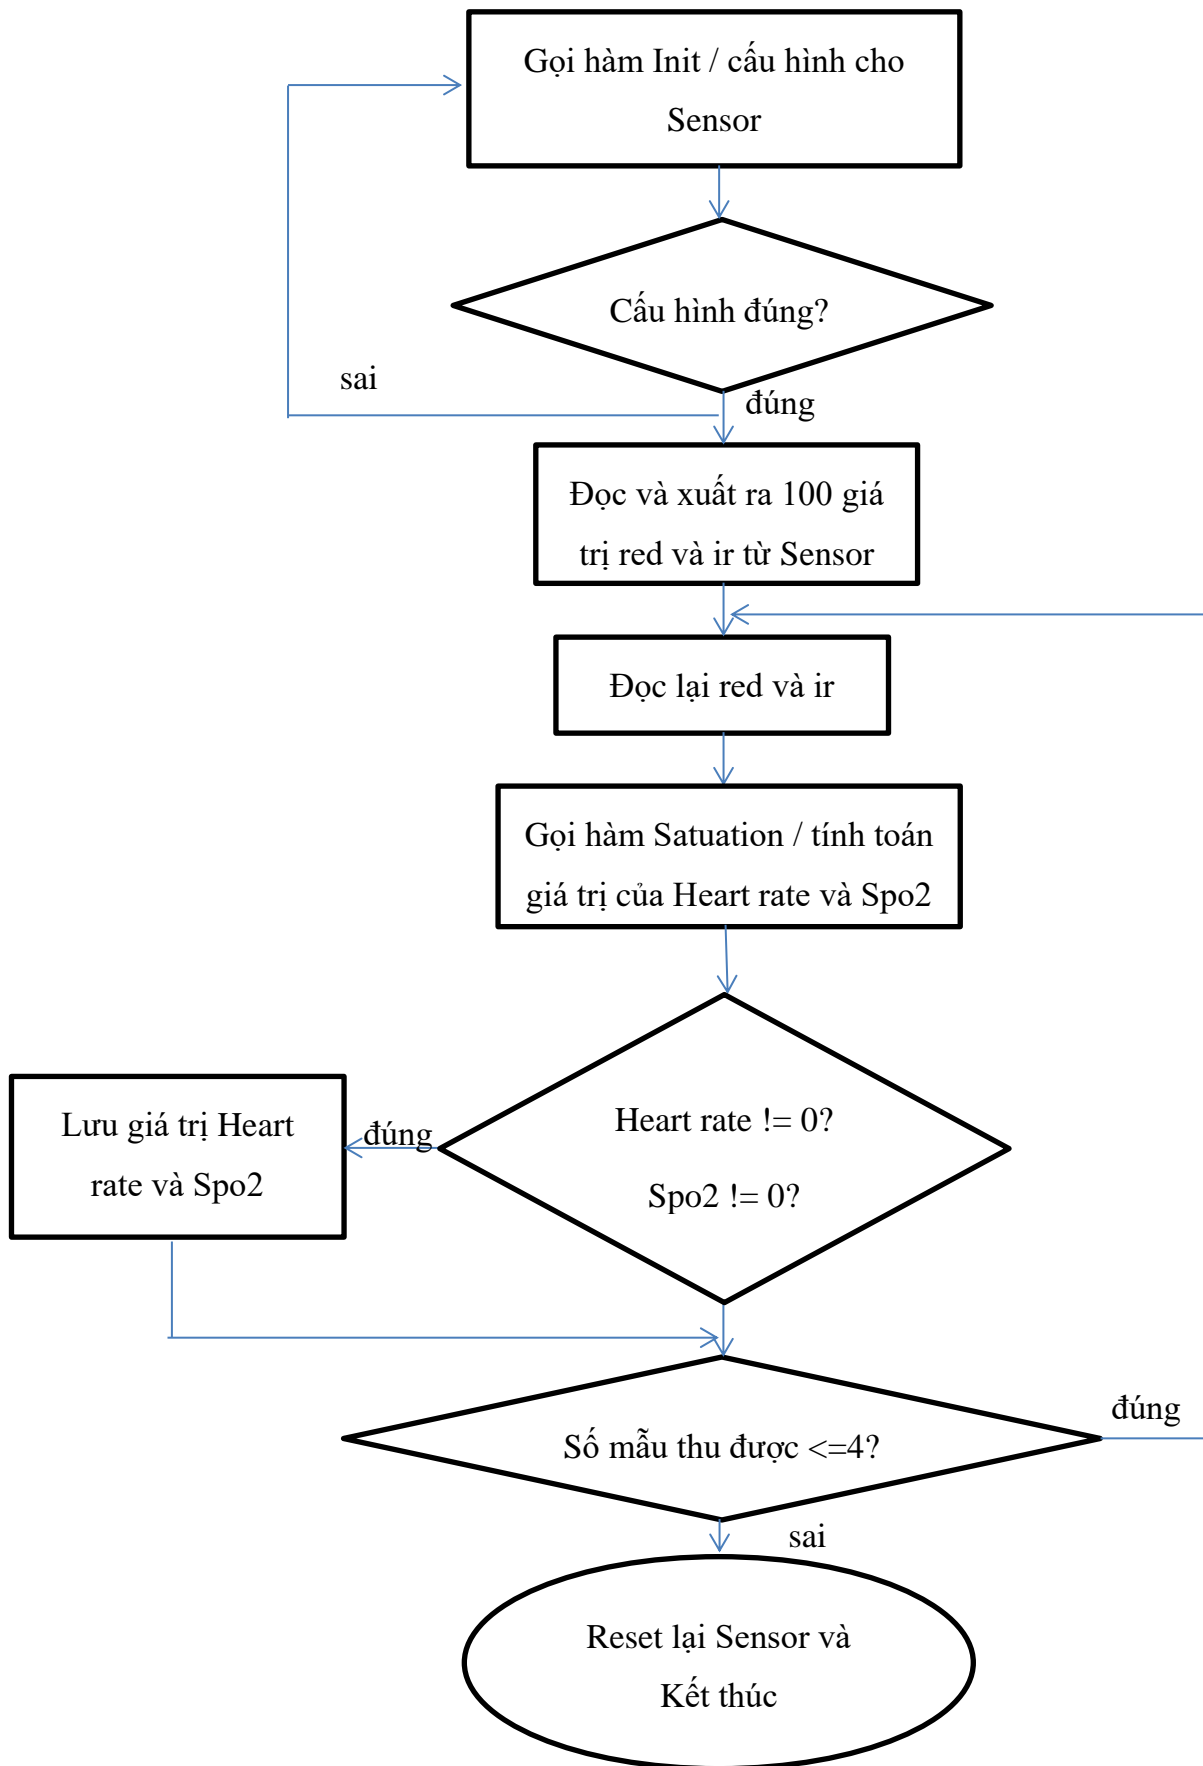 Gọi hàm Init / cấu hình cho
Sensor
Cấu hình đúng?
sai
đúng
Đọc và xuất ra 100 giá
trị red và ir từ Sensor
Đọc lại red và ir
Gọi hàm Satuation / tính toán
giá trị của Heart rate và Spo2
Lưu giá trị Heart
rate và Spo2
đúng
Heart rate != 0?
Spo2 != 0?
đúng
Số mẫu thu được <=4?
sai
Reset lại Sensor và
Kết thúc